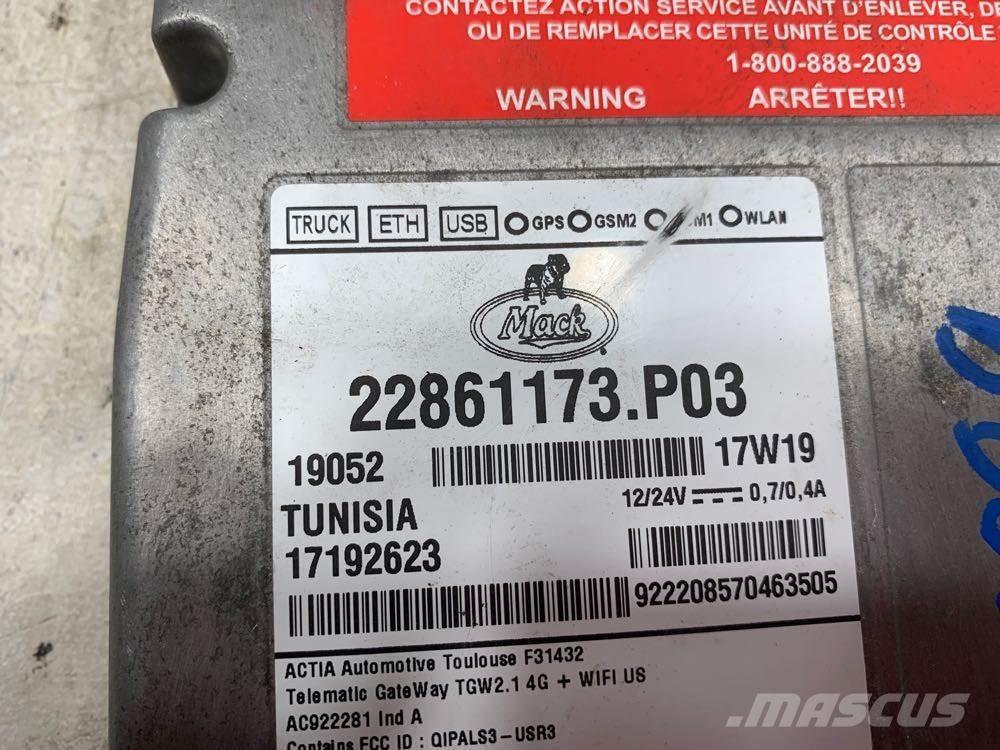 CONTACTEZ ACTION SERVICE AVANT D'ENLEVER, DE
OU DE REMPLACER CETTE UNITÉ DE CONTRÔLE
1-800-888-2039
WARNING ARRÊTER!!
TRUCK ETH USB GPS GSM2 M1 WLAN
Mack
22861173.P03
19052 17W19
TUNISIA 12/24V 0,7/0,4A
17192623
922208570463505
ACTIA Automotive Toulouse F31432
Telematic GateWay TGW2.1 4G + WIFI US
AC922281 Ind A
Contains FCC ID : QIPALS3-USR3
MASCUS